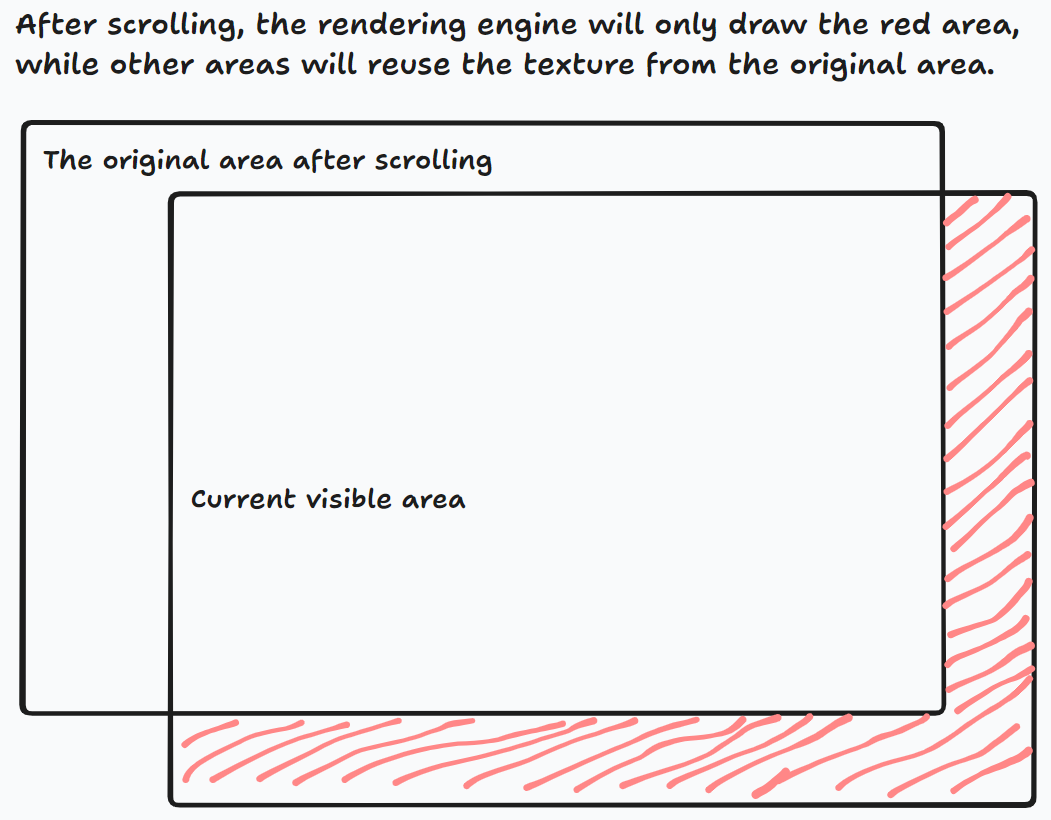 After scrolling, the rendering engine will only draw the red area,
while other areas will reuse the texture from the original area.
The original area after scrolling
Current visible area